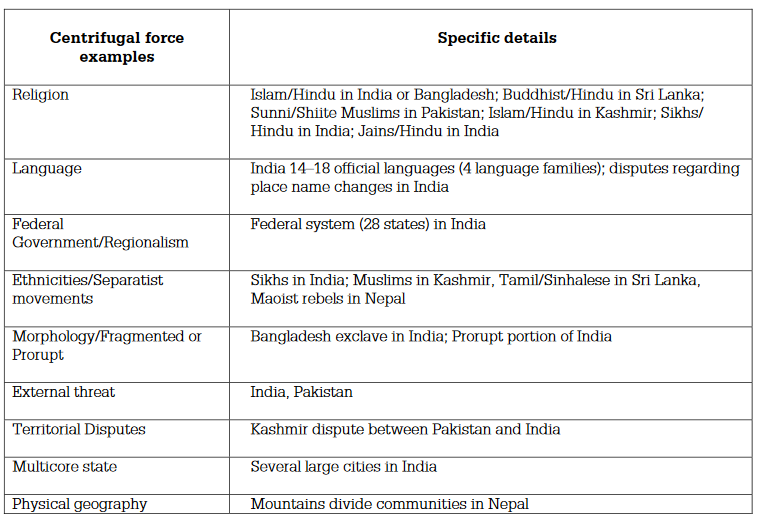 Centrifugal force
examples
Specific details
Religion
Islam/Hindu in India or Bangladesh; Buddhist/Hindu in Sri Lanka;
Sunni/Shiite Muslims in Pakistan; Islam/Hindu in Kashmir; Sikhs/
Hindu in India; Jains/Hindu in India
Language
India 14–18 official languages (4 language families); disputes regarding
place name changes in India
Federal
Government/Regionalism
Federal system (28 states) in India
Ethnicities/Separatist
movements
Sikhs in India; Muslims in Kashmir, Tamil/Sinhalese in Sri Lanka,
Maoist rebels in Nepal
Morphology/Fragmented or
Prorupt
Bangladesh exclave in India; Prorupt portion of India
External threat
India, Pakistan
Territorial Disputes
Kashmir dispute between Pakistan and India
Multicore state
Several large cities in India
Physical geography
Mountains divide communities in Nepal